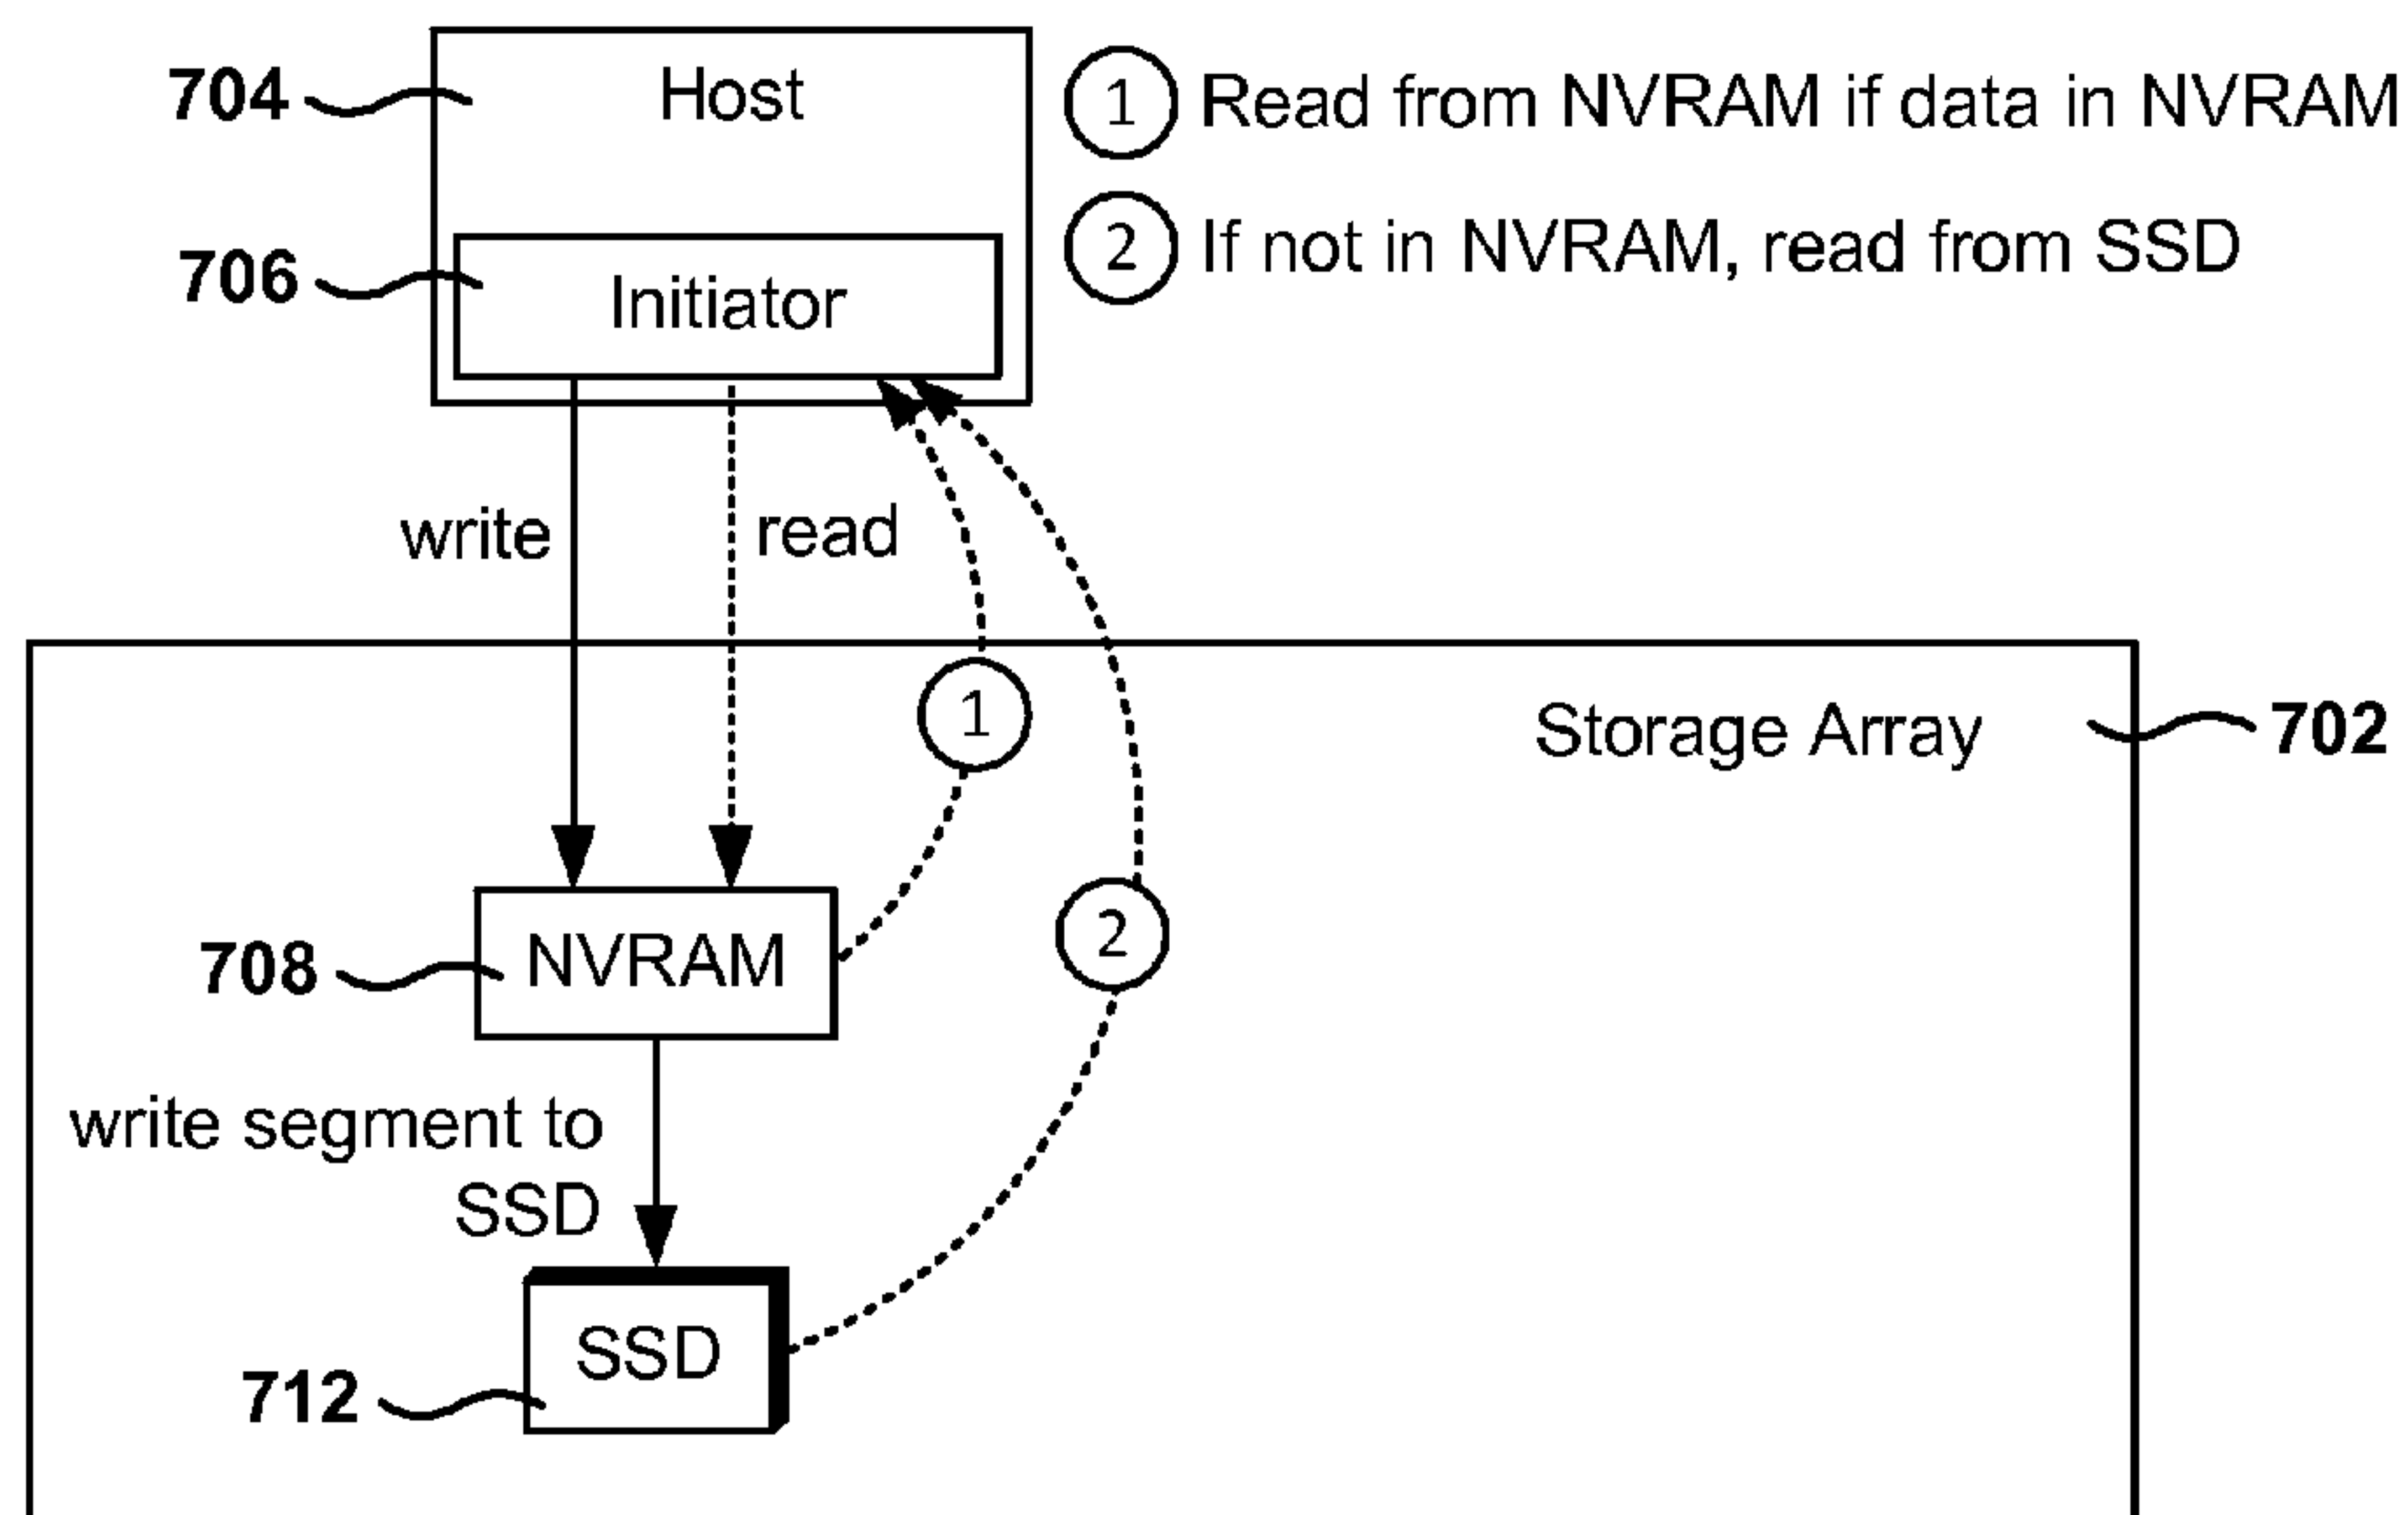 704
Host
① Read from NVRAM if data in NVRAM
706
Initiator
② If not in NVRAM, read from SSD
write
read
①
Storage Array
702
②
708
NVRAM
write segment to
SSD
SSD
712